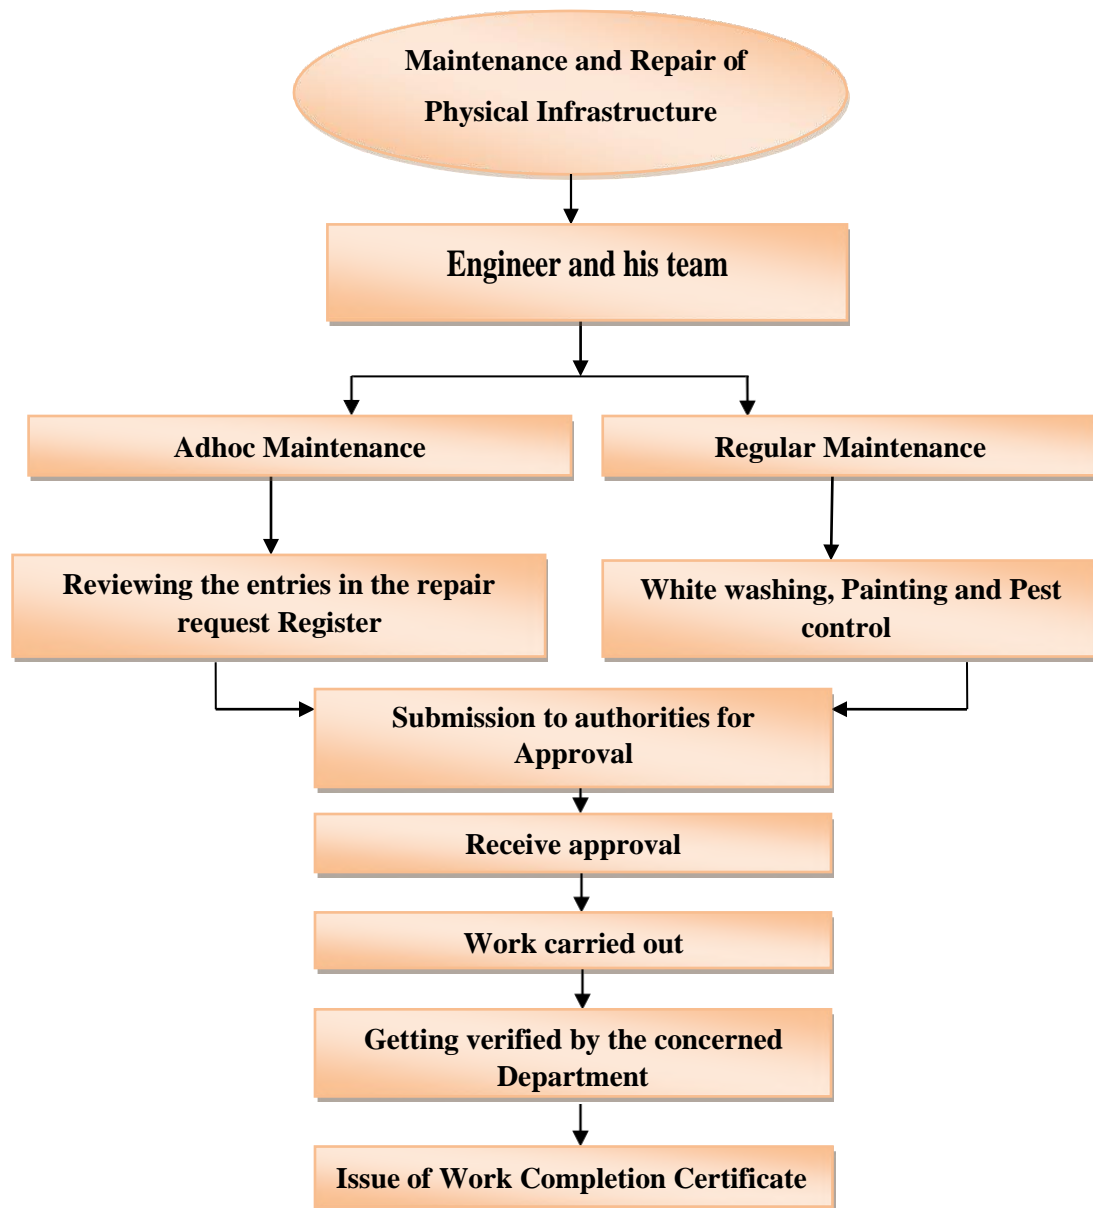 Maintenance and Repair of
Physical Infrastructure
Engineer and his team
Adhoc Maintenance
Regular Maintenance
Reviewing the entries in the repair
request Register
White washing, Painting and Pest
control
Submission to authorities for
Approval
Receive approval
Work carried out
Getting verified by the concerned
Department
Issue of Work Completion Certificate